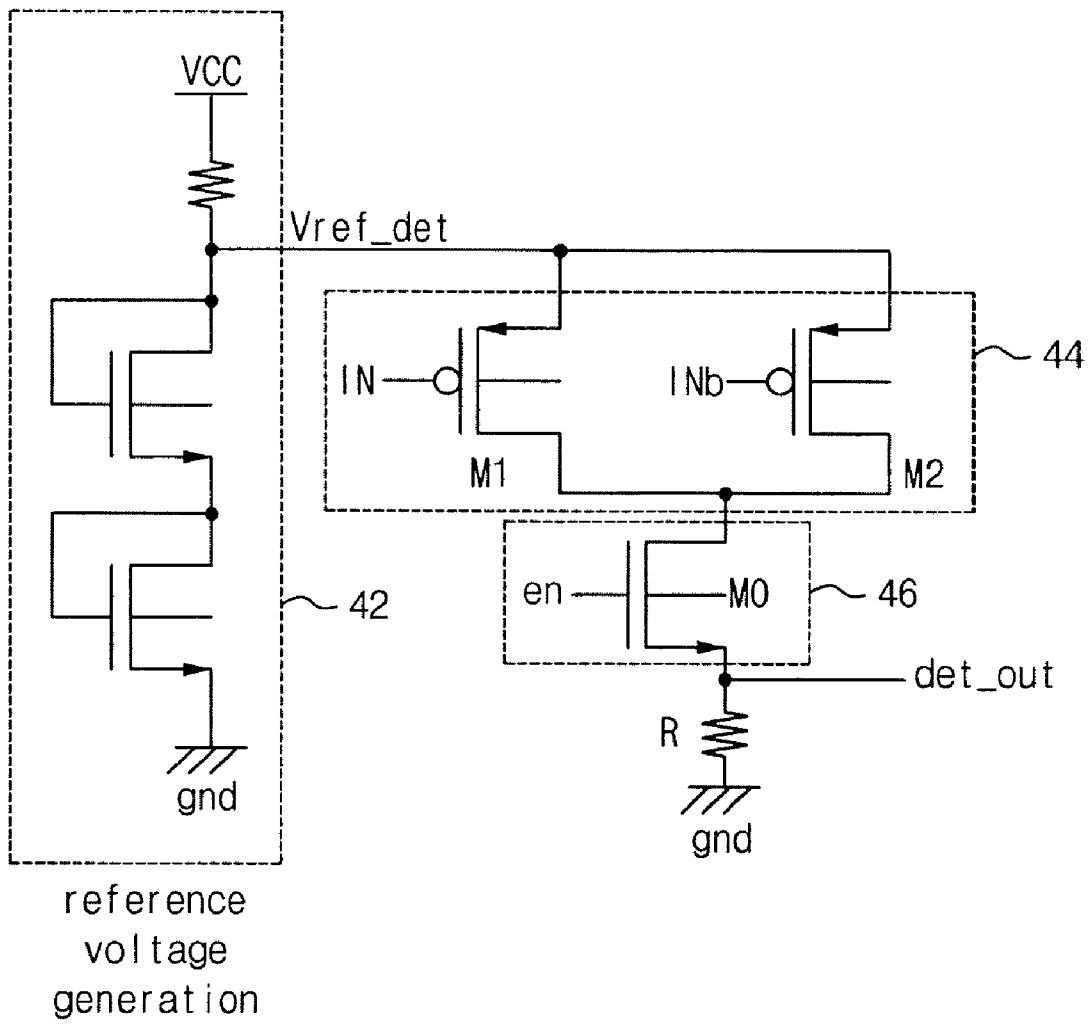 VCC
Vref_det
44
IN
INb
M1
M2
en
M0
46
42
det_out
R
gnd
gnd
reference
voltage
generation